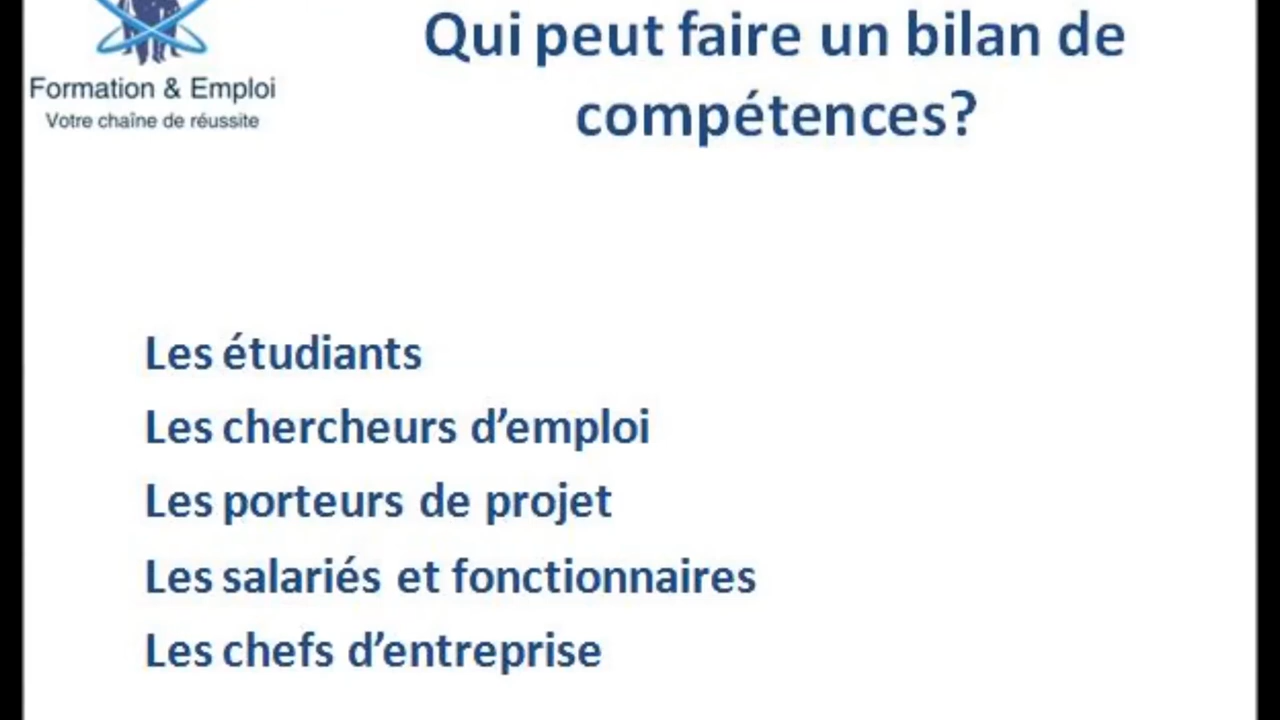 Formation & Emploi
Votre chaîne de réussite
Qui peut faire un bilan de
compétences?
Les étudiants
Les chercheurs d’emploi
Les porteurs de projet
Les salariés et fonctionnaires
Les chefs d’entreprise